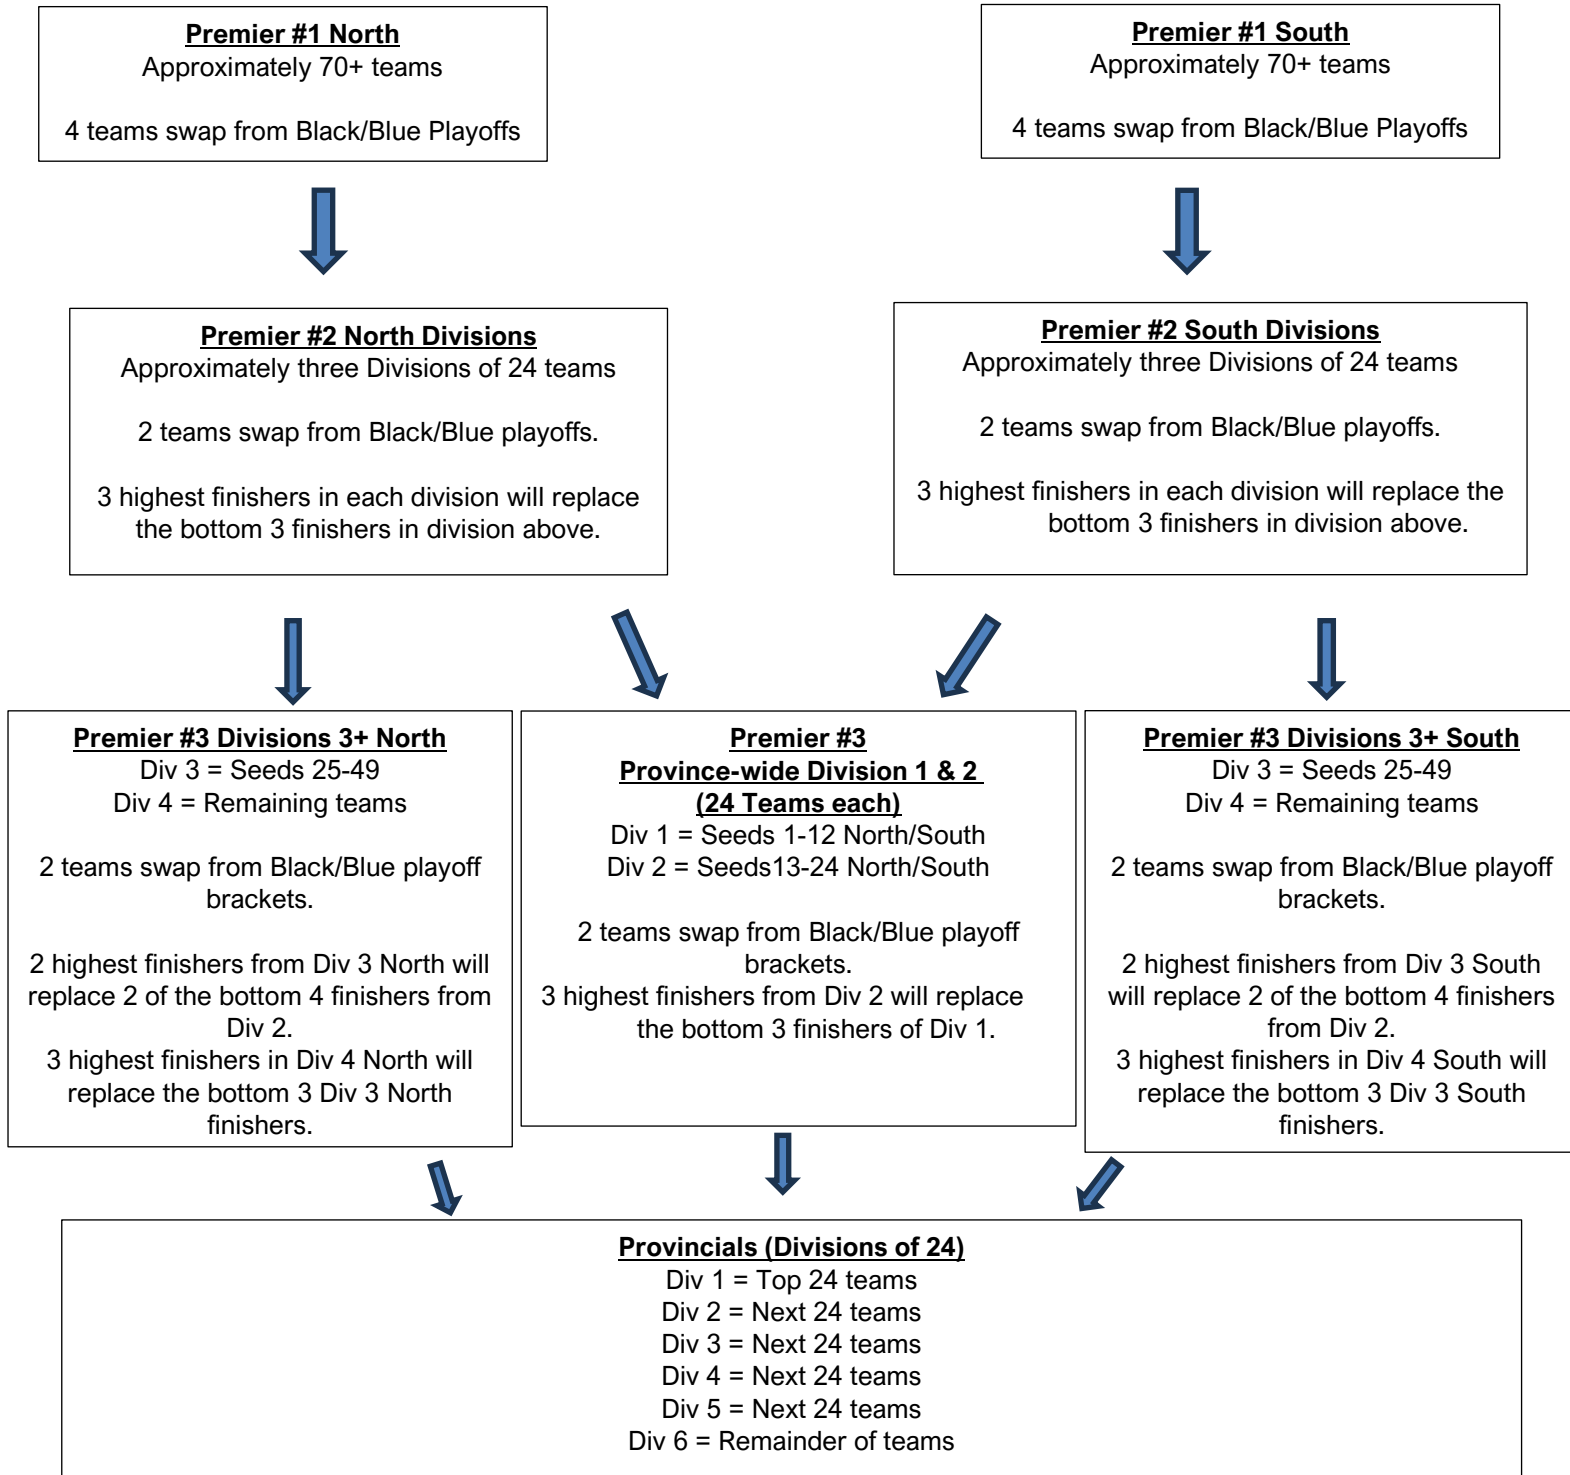 Premier #1 North
Approximately 70+ teams
4 teams swap from Black/Blue Playoffs
Premier #1 South
Approximately 70+ teams
4 teams swap from Black/Blue Playoffs
Premier #2 North Divisions
Approximately three Divisions of 24 teams
2 teams swap from Black/Blue playoffs.
3 highest finishers in each division will replace
the bottom 3 finishers in division above.
Premier #2 South Divisions
Approximately three Divisions of 24 teams
2 teams swap from Black/Blue playoffs.
3 highest finishers in each division will replace the
bottom 3 finishers in division above.
Premier #3 Divisions 3+ North
Div 3 = Seeds 25-49
Div 4 = Remaining teams
2 teams swap from Black/Blue playoff
brackets.
2 highest finishers from Div 3 North will
replace 2 of the bottom 4 finishers from
Div 2.
3 highest finishers in Div 4 North will
replace the bottom 3 Div 3 North
finishers.
Premier #3
Province-wide Division 1 & 2
(24 Teams each)
Div 1 = Seeds 1-12 North/South
Div 2 = Seeds13-24 North/South
2 teams swap from Black/Blue playoff
brackets.
3 highest finishers from Div 2 will replace
the bottom 3 finishers of Div 1.
Premier #3 Divisions 3+ South
Div 3 = Seeds 25-49
Div 4 = Remaining teams
2 teams swap from Black/Blue playoff
brackets.
2 highest finishers from Div 3 South
will replace 2 of the bottom 4 finishers
from Div 2.
3 highest finishers in Div 4 South will
replace the bottom 3 Div 3 South
finishers.
Provincials (Divisions of 24)
Div 1 = Top 24 teams
Div 2 = Next 24 teams
Div 3 = Next 24 teams
Div 4 = Next 24 teams
Div 5 = Next 24 teams
Div 6 = Remainder of teams